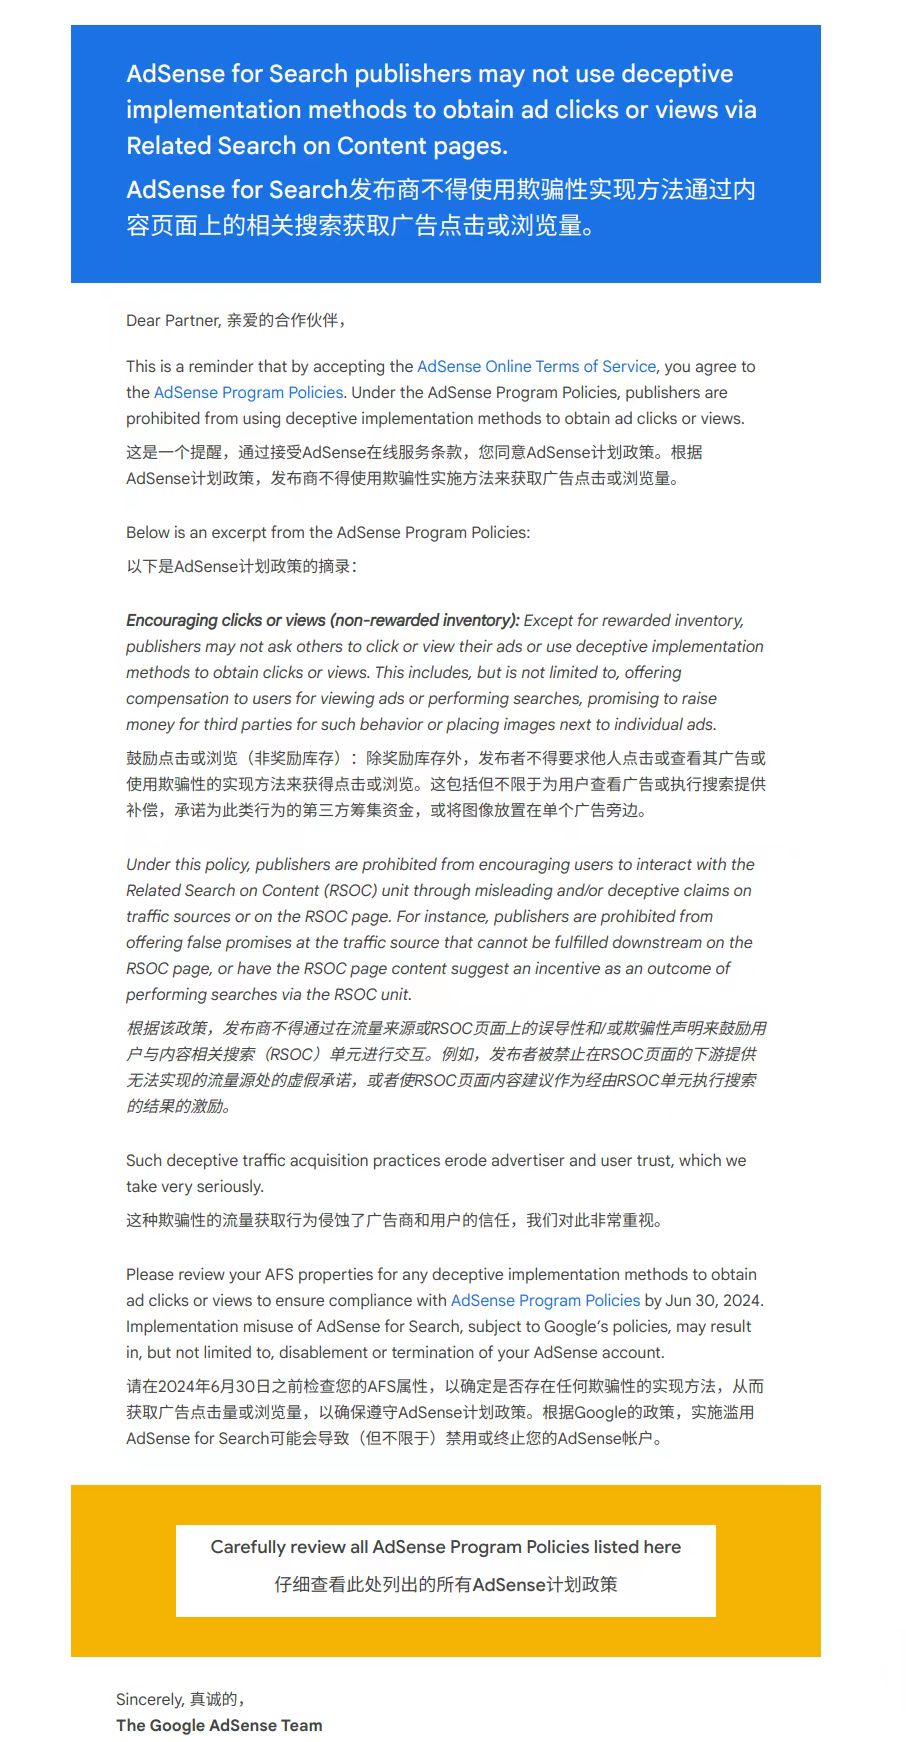 AdSense for Search publishers may not use deceptive
implementation methods to obtain ad clicks or views via
Related Search on Content pages.
AdSense for Search发布商不得使用欺骗性实现方法通过内
容页面上的相关搜索获取广告点击或浏览量。
Dear Partner, 亲爱的合作伙伴，
This is a reminder that by accepting the AdSense Online Terms of Service, you agree to
the AdSense Program Policies. Under the AdSense Program Policies, publishers are
prohibited from using deceptive implementation methods to obtain ad clicks or views.
这是一个提醒，通过接受AdSense在线服务条款，您同意AdSense计划政策。根据
AdSense计划政策，发布商不得使用欺骗性实施方法来获取广告点击或浏览量。
Below is an excerpt from the AdSense Program Policies:
以下是AdSense计划政策的摘录：
Encouraging clicks or views (non-rewarded inventory): Except for rewarded inventory,
publishers may not ask others to click or view their ads or use deceptive implementation
methods to obtain clicks or views. This includes, but is not limited to, offering
compensation to users for viewing ads or performing searches, promising to raise
money for third parties for such behavior or placing images next to individual ads.
鼓励点击或浏览（非奖励库存）：除奖励库存外，发布者不得要求他人点击或查看其广告或
使用欺骗性的实现方法来获得点击或浏览。这包括但不限于为用户查看广告或执行搜索提供
补偿，承诺为此类行为的第三方筹集资金，或将图像放置在单个广告旁边。
Under this policy, publishers are prohibited from encouraging users to interact with the
Related Search on Content (RSOC) unit through misleading and/or deceptive claims on
traffic sources or on the RSOC page. For instance, publishers are prohibited from
offering false promises at the traffic source that cannot be fulfilled downstream on the
RSOC page, or have the RSOC page content suggest an incentive as an outcome of
performing searches via the RSOC unit.
根据该政策，发布商不得通过在流量来源或RSOC页面上的误导性和/或欺骗性声明来鼓励用
户与内容相关搜索（RSOC）单元进行交互。例如，发布者被禁止在RSOC页面的下游提供
无法实现的流量源处的虚假承诺，或者使RSOC页面内容建议作为经由RSOC单元执行搜索
的结果的激励。
Such deceptive traffic acquisition practices erode advertiser and user trust, which we
take very seriously.
这种欺骗性的流量获取行为侵蚀了广告商和用户的信任，我们对此非常重视。
Please review your AFS properties for any deceptive implementation methods to obtain
ad clicks or views to ensure compliance with AdSense Program Policies by Jun 30, 2024.
Implementation misuse of AdSense for Search, subject to Google’s policies, may result
in, but not limited to, disablement or termination of your AdSense account.
请在2024年6月30日之前检查您的AFS属性，以确定是否存在任何欺骗性的实现方法，从而
获取广告点击量或浏览量，以确保遵守AdSense计划政策。根据Google的政策，实施滥用
AdSense for Search可能会导致（但不限于）禁用或终止您的AdSense帐户。
Carefully review all AdSense Program Policies listed here
仔细查看此处列出的所有AdSense计划政策
Sincerely, 真诚的，
The Google AdSense Team